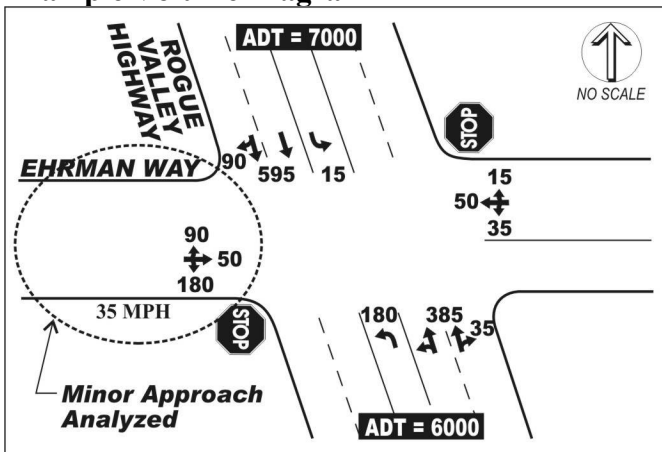 ADT = 7000
ROGUE
VALLEY
HIGHWAY
NO SCALE
STOP
EHRMAN WAY
90
595
15
15
50
35
90
50
180
35 MPH
STOP
180
385
35
Minor Approach
Analyzed
ADT = 6000